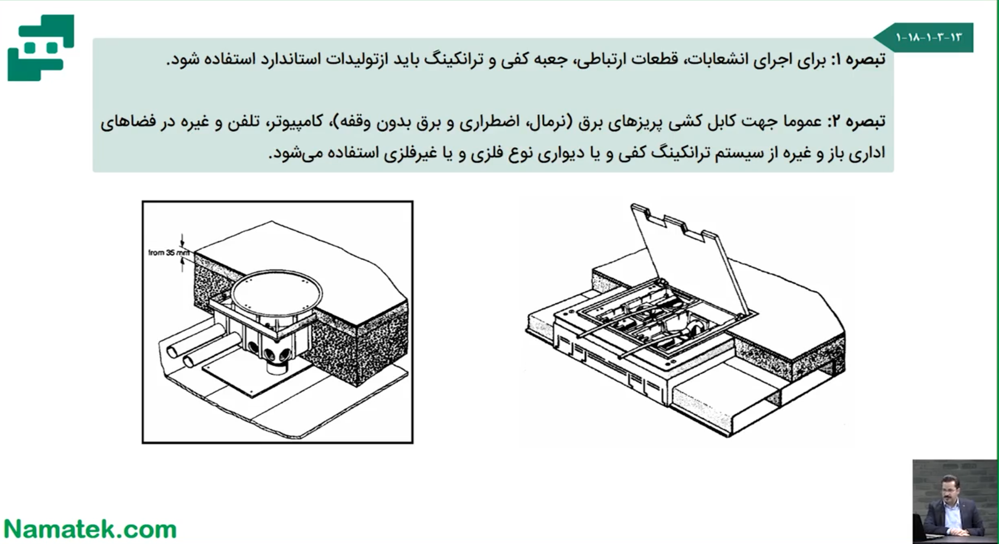 ۱-۱۸-۱-۳-۱۳
تبصره ۱: برای اجرای انشعابات، قطعات ارتباطی، جعبه کفی و ترانکینگ باید ازتولیدات استاندارد استفاده شود.
تبصره ۲: عموما جهت کابل کشی پریزهای برق (نرمال، اضطراری و برق بدون وقفه)، کامپیوتر، تلفن و غیره در فضاهای
اداری باز و غیره از سیستم ترانکینگ کفی و یا دیواری نوع فلزی و یا غیرفلزی استفاده می‌شود.
from 35 mm
Namatek.com